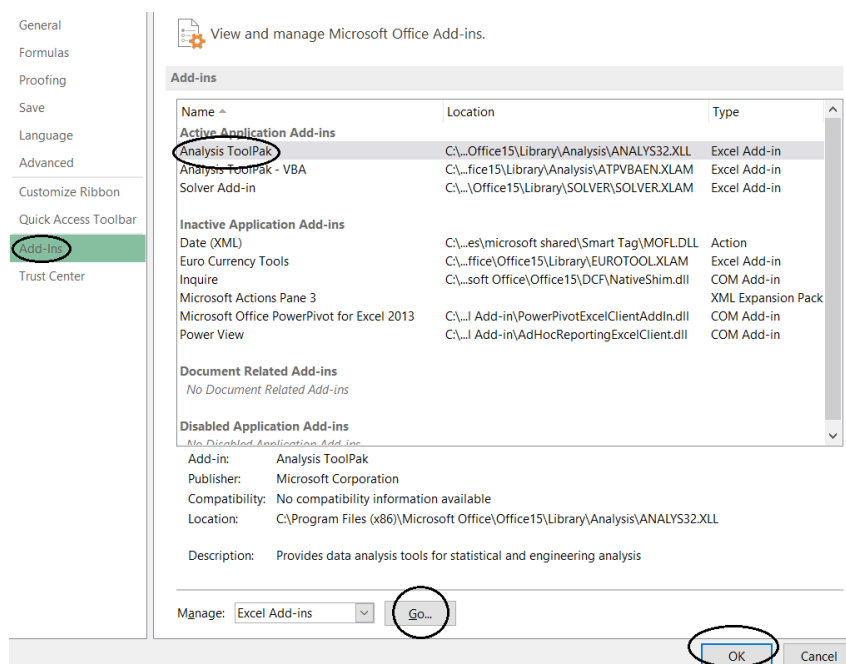 General
Formulas
Proofing
Save
Language
Advanced
Customize Ribbon
Quick Access Toolbar
Add-Ins
Trust Center
View and manage Microsoft Office Add-ins.
Add-ins
Name Location Type
Active Application Add-ins
Analysis ToolPak C:\...Office15\Library\Analysis\ANALYS32.XLL Excel Add-in
Analysis ToolPak - VBA C:\...fice15\Library\Analysis\ATPVBAEN.XLAM Excel Add-in
Solver Add-in C:\...\Office15\Library\SOLVER\SOLVER.XLAM Excel Add-in
Inactive Application Add-ins
Date (XML) C:\...es\microsoft shared\Smart Tag\MOFL.DLL Action
Euro Currency Tools C:\...ffice\Office15\Library\EUROTOOL.XLAM Excel Add-in
Inquire C:\...soft Office\Office15\DCF\NativeShim.dll COM Add-in
Microsoft Actions Pane 3 XML Expansion Pack
Microsoft Office PowerPivot for Excel 2013 C:\...l Add-in\PowerPivotExcelClientAddIn.dll COM Add-in
Power View C:\...l Add-in\AdHocReportingExcelClient.dll COM Add-in
Document Related Add-ins
No Document Related Add-ins
Disabled Application Add-ins
No Disabled Application Add-ins
Add-in: Analysis ToolPak
Publisher: Microsoft Corporation
Compatibility: No compatibility information available
Location: C:\Program Files (x86)\Microsoft Office\Office15\Library\Analysis\ANALYS32.XLL
Description: Provides data analysis tools for statistical and engineering analysis
Manage: Excel Add-ins Go...
OK Cancel